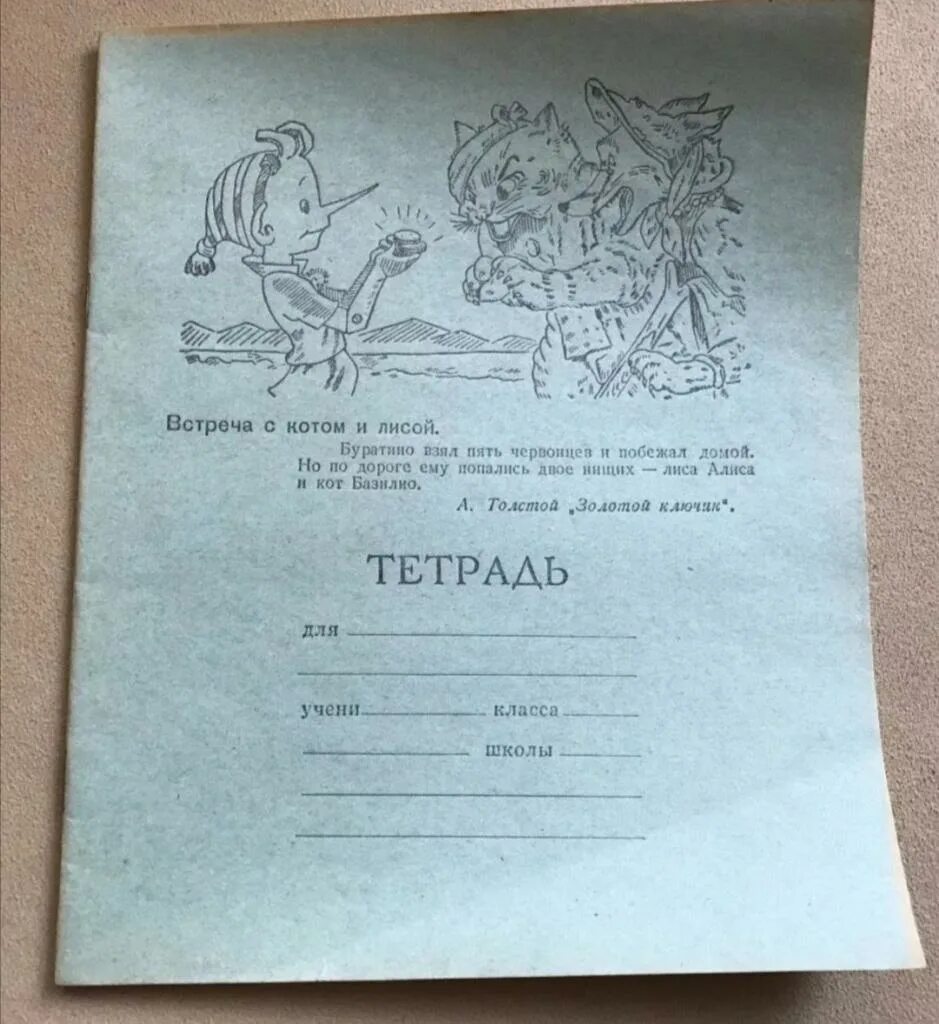 Встреча с котом и лисой.
Буратино взял пять червонцев и побежал домой.
Но по дороге ему попались двое нищих — лиса Алиса
и кот Базилио.
А. Толстой „Золотой ключик".
ТЕТРАДЬ
для
учени класса
школы